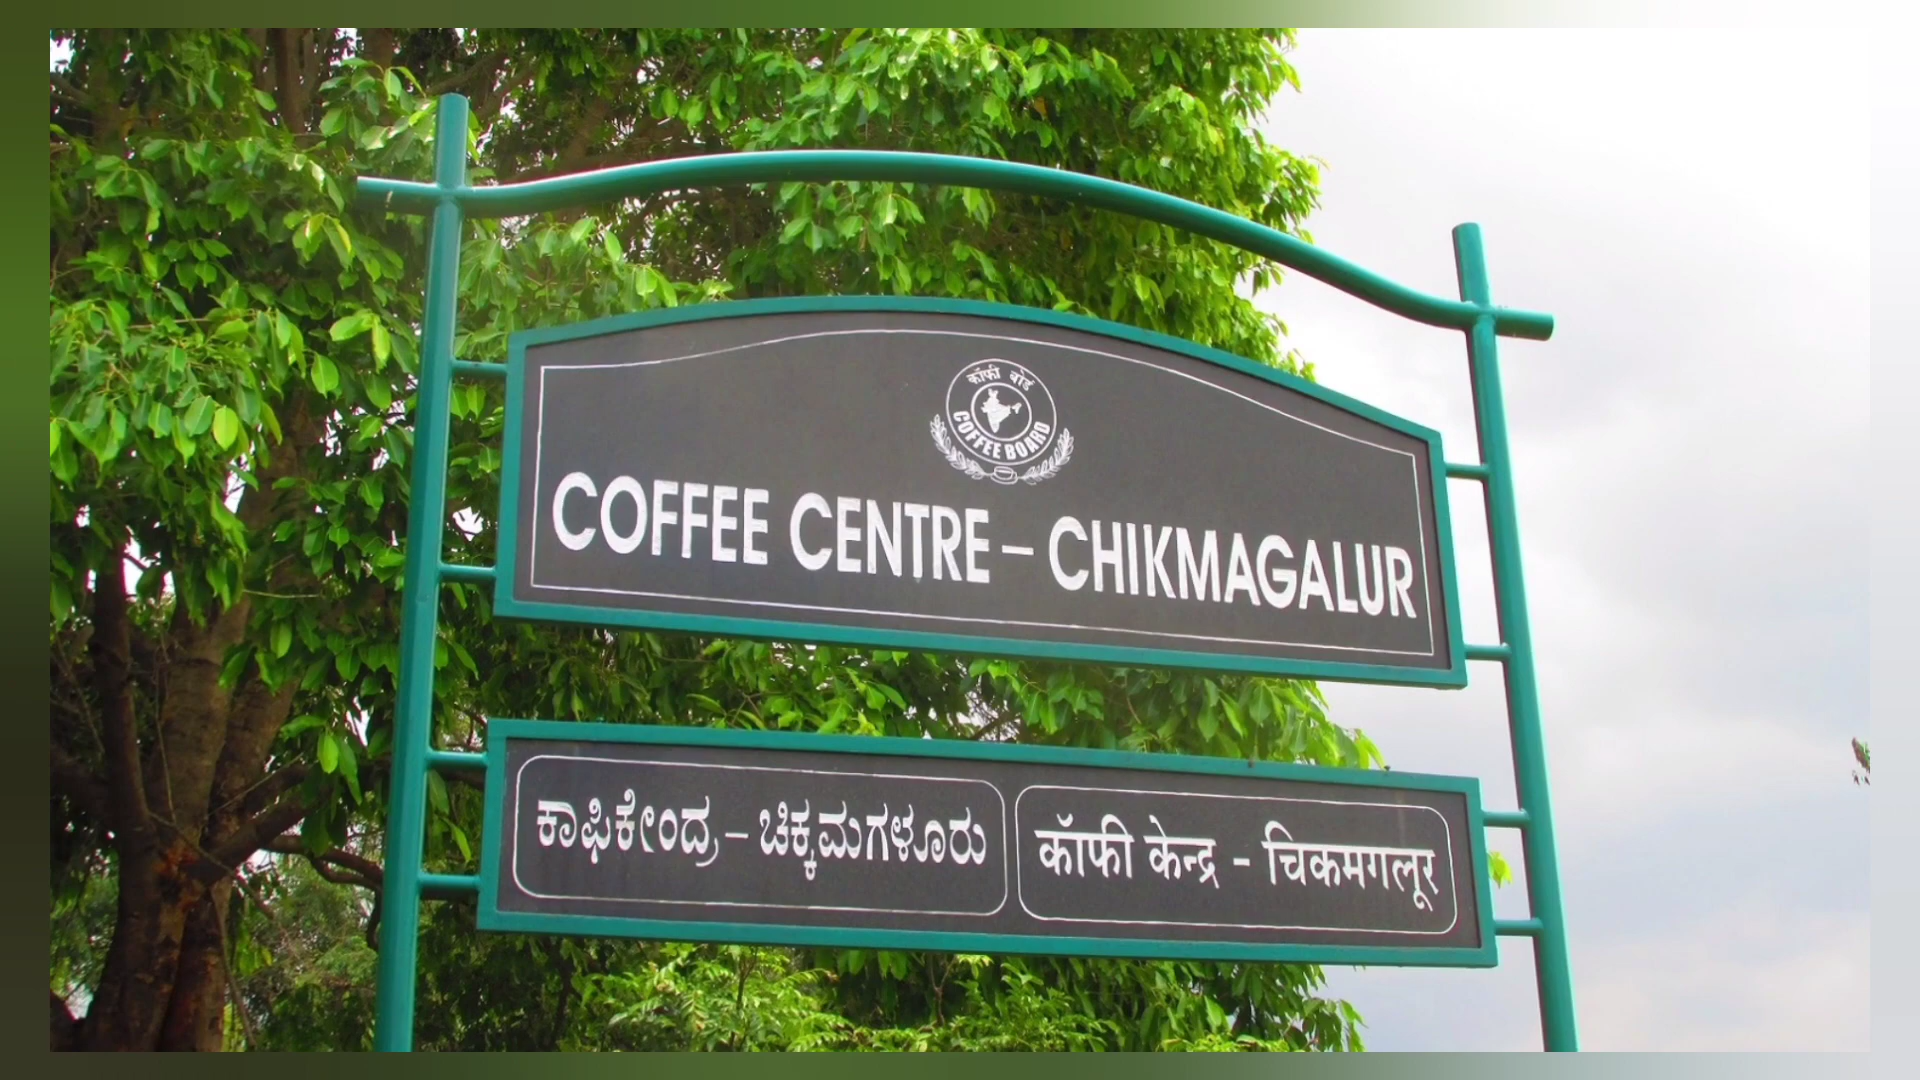 कॉफी बोर्ड
COFFEE BOARD
COFFEE CENTRE – CHIKMAGALUR
ಕಾಫಿಕೇಂದ್ರ – ಚಿಕ್ಕಮಗಳೂರು
कॉफी केन्द्र - चिकमगलूर